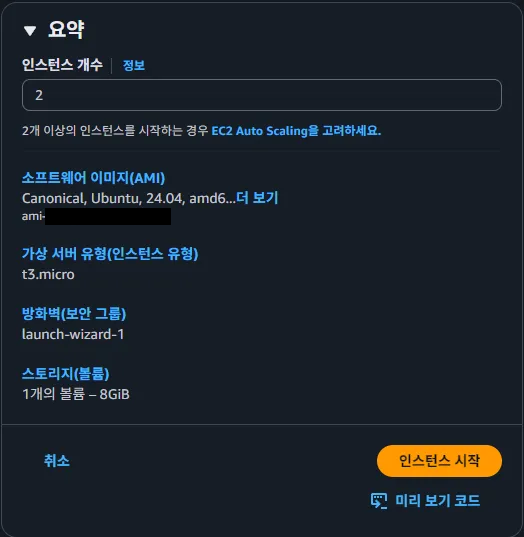 요약
인스턴스 개수 | 정보
2
2개 이상의 인스턴스를 시작하는 경우 EC2 Auto Scaling을 고려하세요.
소프트웨어 이미지(AMI)
Canonical, Ubuntu, 24.04, amd6...더 보기
ami-
가상 서버 유형(인스턴스 유형)
t3.micro
방화벽(보안 그룹)
launch-wizard-1
스토리지(볼륨)
1개의 볼륨 – 8GiB
취소
인스턴스 시작
미리 보기 코드